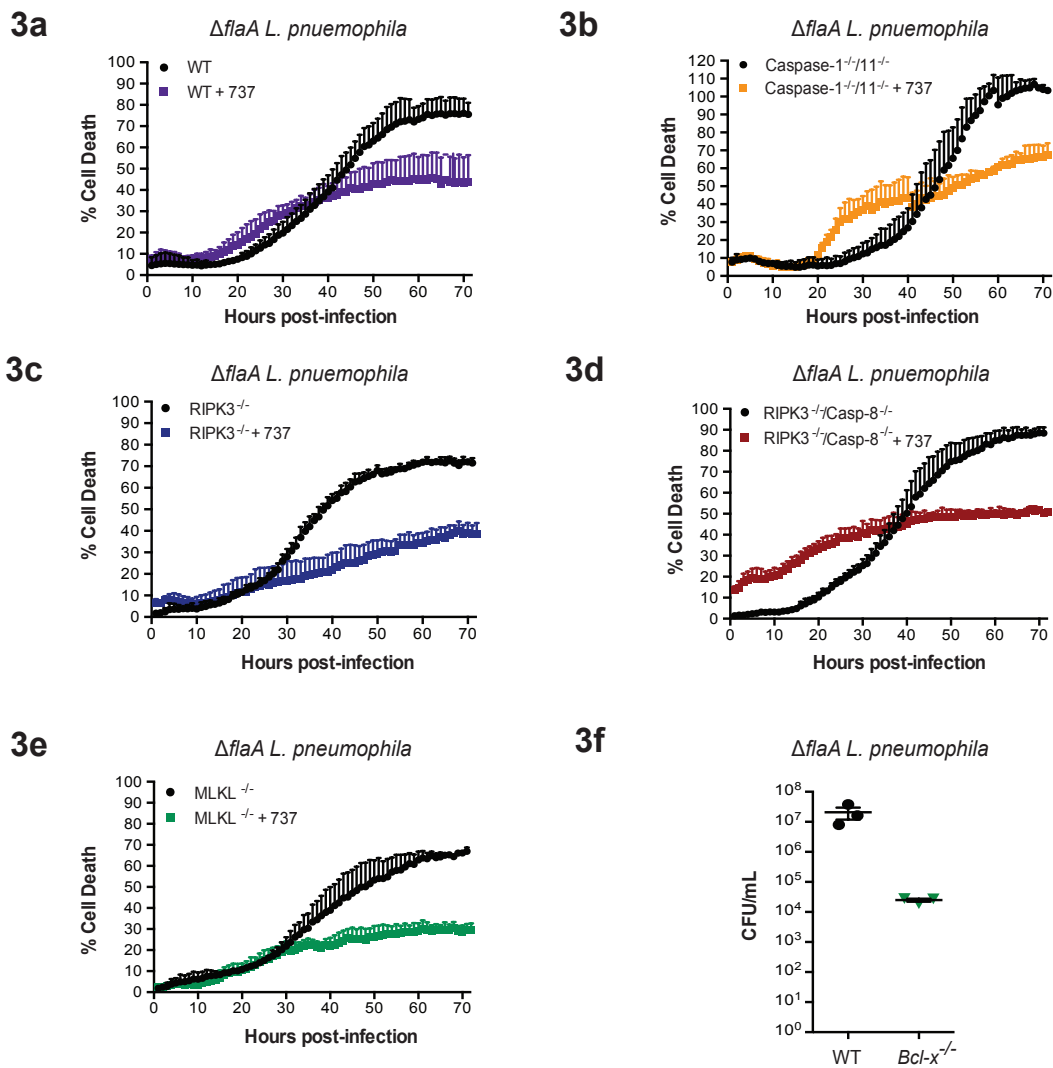 3a
ΔflaA L. pnuemophila
WT
WT + 737
100
90
80
70
60
50
40
30
20
10
0
% Cell Death
0 10 20 30 40 50 60 70
Hours post-infection
3b
ΔflaA L. pnuemophila
Caspase-1-/-/11-/-
Caspase-1-/-/11-/- + 737
120
110
100
90
80
70
60
50
40
30
20
10
0
% Cell Death
0 10 20 30 40 50 60 70
Hours post-infection
3c
ΔflaA L. pnuemophila
RIPK3-/-
RIPK3-/- + 737
100
90
80
70
60
50
40
30
20
10
0
% Cell Death
0 10 20 30 40 50 60 70
Hours post-infection
3d
ΔflaA L. pnuemophila
RIPK3-/-/Casp-8-/-
RIPK3-/-/Casp-8-/- + 737
100
90
80
70
60
50
40
30
20
10
0
% Cell Death
0 10 20 30 40 50 60 70
Hours post-infection
3e
ΔflaA L. pneumophila
MLKL -/-
MLKL -/- + 737
100
90
80
70
60
50
40
30
20
10
0
% Cell Death
0 10 20 30 40 50 60 70
Hours post-infection
3f
ΔflaA L. pneumophila
10⁸
10⁷
10⁶
10⁵
10⁴
10³
10²
10¹
10⁰
CFU/mL
WT Bcl-x-/-